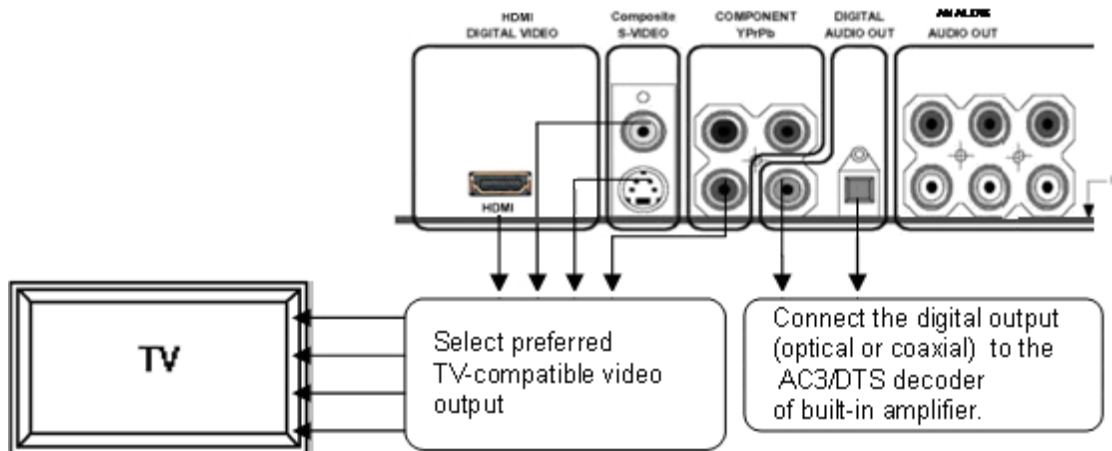 HDMI
DIGITAL VIDEO
Composite
S-VIDEO
COMPONENT
YPrPb
DIGITAL
AUDIO OUT
ANALOG
AUDIO OUT
HDMI
TV
Select preferred
TV-compatible video
output
Connect the digital output
(optical or coaxial) to the
AC3/DTS decoder
of built-in amplifier.